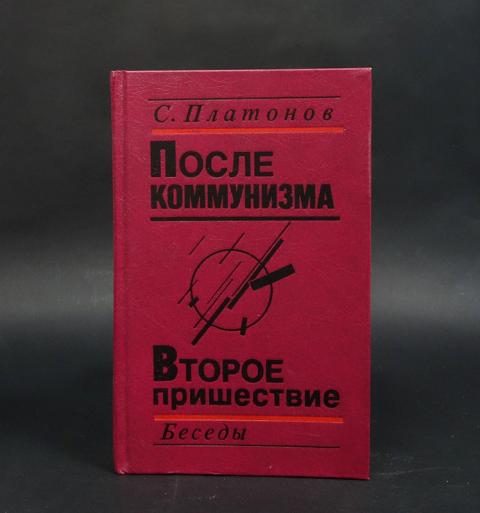 С. Платонов
После
коммунизма
Второе
пришествие
Беседы